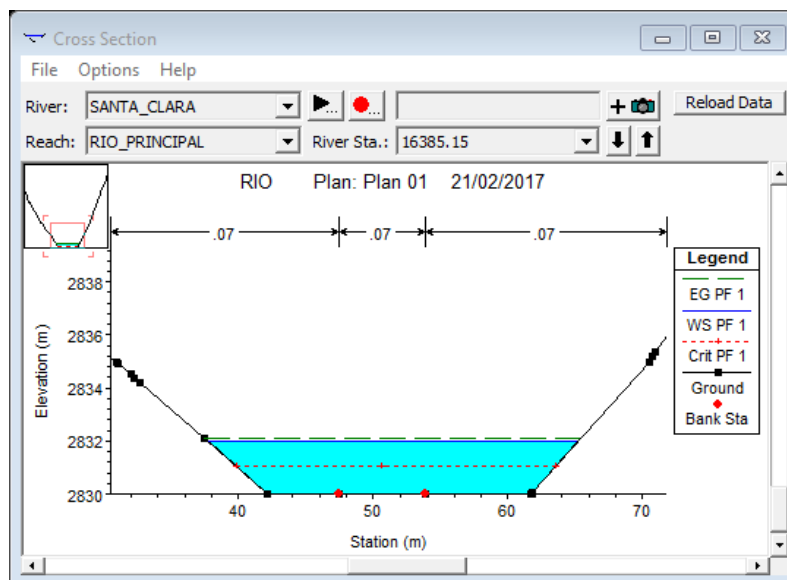 Cross Section
File Options Help
River: SANTA_CLARA
Reload Data
Reach: RIO_PRINCIPAL River Sta.: 16385.15
RIO Plan: Plan 01 21/02/2017
.07 .07 .07
Legend
EG PF 1
WS PF 1
Crit PF 1
Ground
Bank Sta
Elevation (m)
2838
2836
2834
2832
2830
40 50 60 70
Station (m)